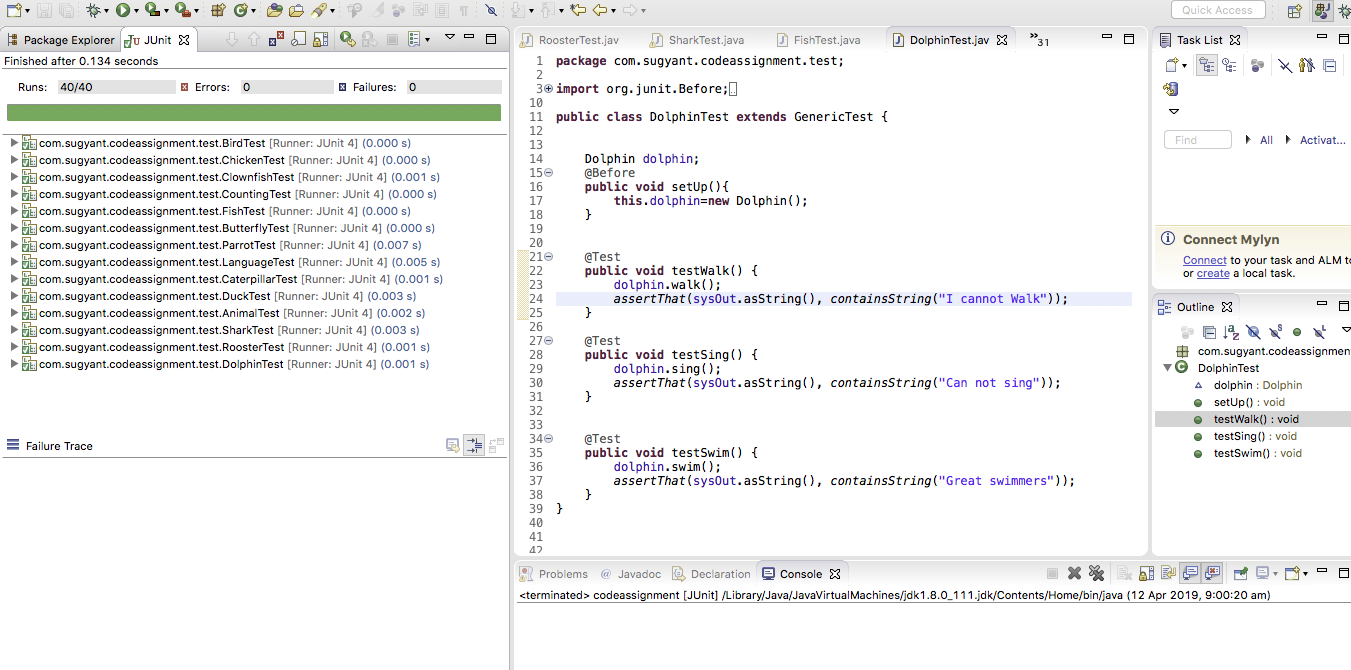 Quick Access
Package Explorer
JUnit
Finished after 0.134 seconds
Runs: 40/40 Errors: 0 Failures: 0
com.sugyant.codeassignment.test.BirdTest [Runner: JUnit 4] (0.000 s)
com.sugyant.codeassignment.test.ChickenTest [Runner: JUnit 4] (0.000 s)
com.sugyant.codeassignment.test.ClownfishTest [Runner: JUnit 4] (0.001 s)
com.sugyant.codeassignment.test.CountingTest [Runner: JUnit 4] (0.000 s)
com.sugyant.codeassignment.test.FishTest [Runner: JUnit 4] (0.000 s)
com.sugyant.codeassignment.test.ButterflyTest [Runner: JUnit 4] (0.000 s)
com.sugyant.codeassignment.test.ParrotTest [Runner: JUnit 4] (0.007 s)
com.sugyant.codeassignment.test.LanguageTest [Runner: JUnit 4] (0.005 s)
com.sugyant.codeassignment.test.CaterpillarTest [Runner: JUnit 4] (0.001 s)
com.sugyant.codeassignment.test.DuckTest [Runner: JUnit 4] (0.003 s)
com.sugyant.codeassignment.test.AnimalTest [Runner: JUnit 4] (0.002 s)
com.sugyant.codeassignment.test.SharkTest [Runner: JUnit 4] (0.003 s)
com.sugyant.codeassignment.test.RoosterTest [Runner: JUnit 4] (0.001 s)
com.sugyant.codeassignment.test.DolphinTest [Runner: JUnit 4] (0.001 s)
Failure Trace
RoosterTest.jav SharkTest.java FishTest.java DolphinTest.jav »31
1 package com.sugyant.codeassignment.test;
2
3 import org.junit.Before;
10
11 public class DolphinTest extends GenericTest {
12
13
14 Dolphin dolphin;
15 @Before
16 public void setUp(){
17 this.dolphin=new Dolphin();
18 }
19
20
21 @Test
22 public void testWalk() {
23 dolphin.walk();
24 assertThat(sysOut.asString(), containsString("I cannot Walk"));
25 }
26
27 @Test
28 public void testSing() {
29 dolphin.sing();
30 assertThat(sysOut.asString(), containsString("Can not sing"));
31 }
32
33
34 @Test
35 public void testSwim() {
36 dolphin.swim();
37 assertThat(sysOut.asString(), containsString("Great swimmers"));
38 }
39 }
40
41
42
Task List
Find All Activat...
Connect Mylyn
Connect to your task and ALM to
or create a local task.
Outline
com.sugyant.codeassignment
DolphinTest
dolphin : Dolphin
setUp() : void
testWalk() : void
testSing() : void
testSwim() : void
Problems @ Javadoc Declaration Console
<terminated> codeassignment [JUnit] /Library/Java/JavaVirtualMachines/jdk1.8.0_111.jdk/Contents/Home/bin/java (12 Apr 2019, 9:00:20 am)